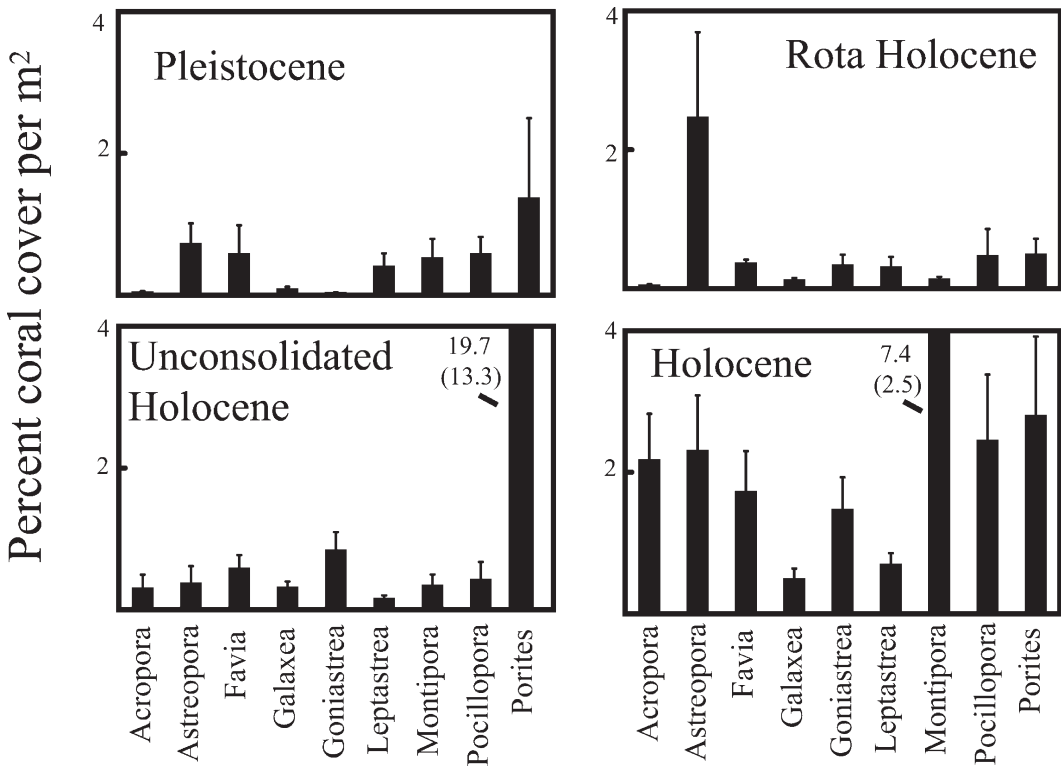 Percent coral cover per m²
4
2
Pleistocene
4
2
Rota Holocene
4
2
Unconsolidated
Holocene
19.7
(13.3)
4
2
Holocene
7.4
(2.5)
Acropora
Astreopora
Favia
Galaxea
Goniastrea
Leptastrea
Montipora
Pocillopora
Porites
Acropora
Astreopora
Favia
Galaxea
Goniastrea
Leptastrea
Montipora
Pocillopora
Porites